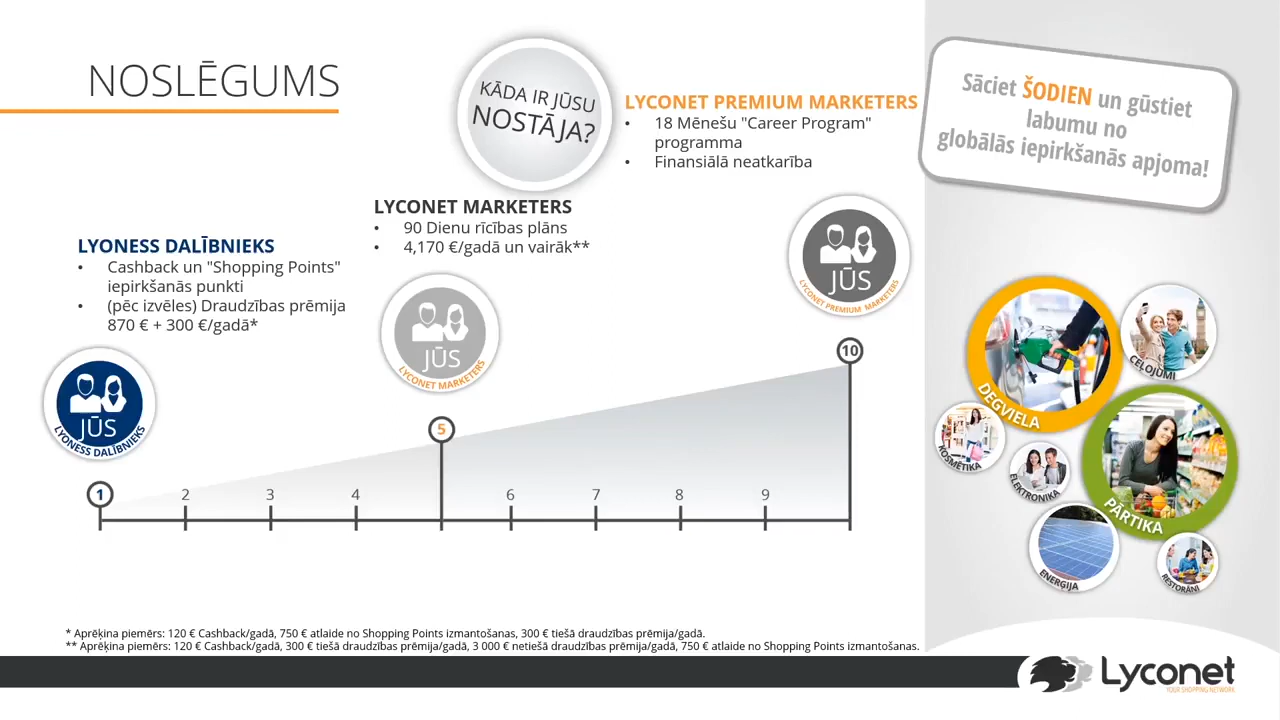 NOSLĒGUMS
KĀDA IR JŪSU
NOSTĀJA?
LYCONET PREMIUM MARKETERS
• 18 Mēnešu "Career Program"
programma
• Finansiālā neatkarība
Sāciet ŠODIEN un gūstiet
labumu no
globālās iepirkšanās apjoma!
LYCONET MARKETERS
• 90 Dienu rīcības plāns
• 4,170 €/gadā un vairāk**
LYONESS DALĪBNIEKS
• Cashback un "Shopping Points"
iepirkšanās punkti
• (pēc izvēles) Draudzības prēmija
870 € + 300 €/gadā*
JŪS
LYONESS DALĪBNIEKS
JŪS
LYCONET MARKETERS
JŪS
LYCONET PREMIUM MARKETERS
1 2 3 4 5 6 7 8 9 10
DEGVIELA
CEĻOJUMI
KOSMĒTIKA
ELEKTRONIKA
PĀRTIKA
ENERĢIJA
RESTORĀNI
* Aprēķina piemērs: 120 € Cashback/gadā, 750 € atlaide no Shopping Points izmantošanas, 300 € tiešā draudzības prēmija/gadā.
** Aprēķina piemērs: 120 € Cashback/gadā, 300 € tiešā draudzības prēmija/gadā, 3 000 € netiešā draudzības prēmija/gadā, 750 € atlaide no Shopping Points izmantošanas.
Lyconet
YOUR SHOPPING NETWORK